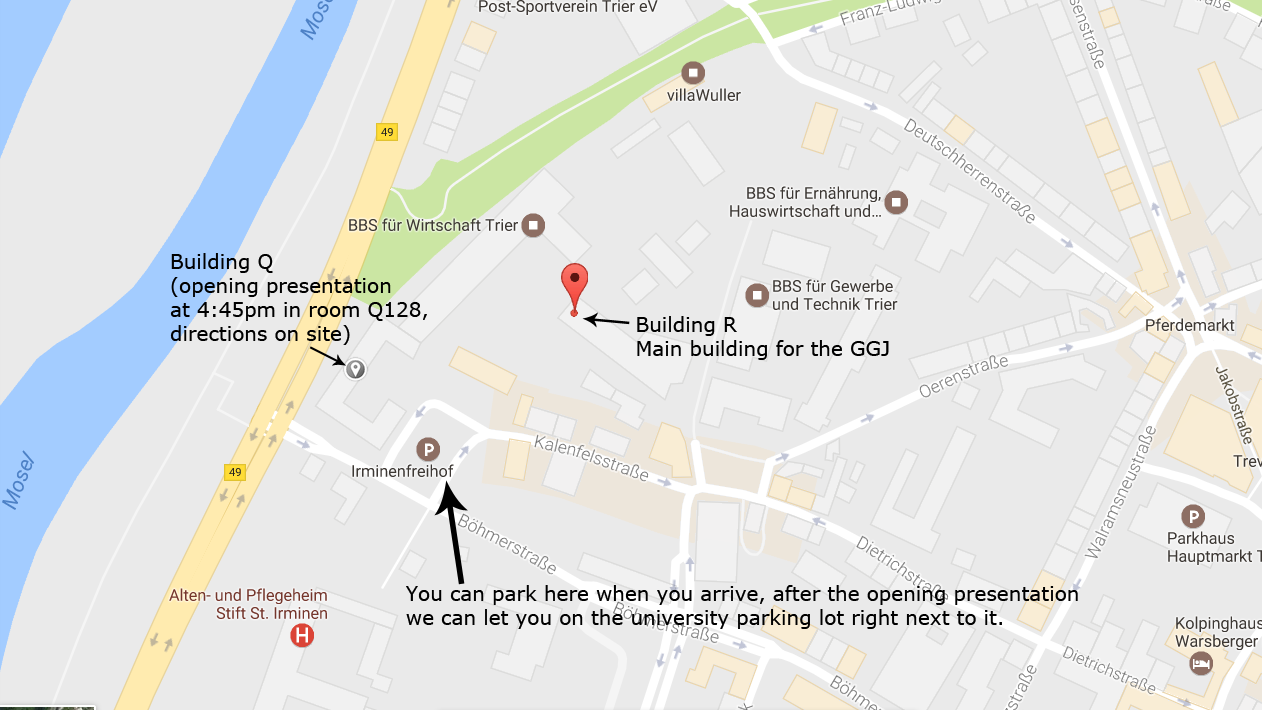 Post-Sportverein Trier eV
Mosel
Franz-Ludwig
senstraße
49
villaWuller
Deutschherrenstraße
BBS für Ernährung,
Hauswirtschaft und...
BBS für Wirtschaft Trier
Building Q
(opening presentation
at 4:45pm in room Q128,
directions on site)
BBS für Gewerbe
und Technik Trier
Building R
Main building for the GGJ
Pferdemarkt
Oerenstraße
Jakobstraße
P
Irminenfreihof
Kalenfelsstraße
49
Mosel
Trev
Walramsneustraße
P
Parkhaus
Hauptmarkt T
Böhmerstraße
Dietrichstraße
You can park here when you arrive, after the opening presentation
we can let you on the university parking lot right next to it.
Alten- und Pflegeheim
Stift St. Irminen
H
Böhmerstraße
Kolpinghaus
Warsberger
Dietrichstraße
straße
Böhm